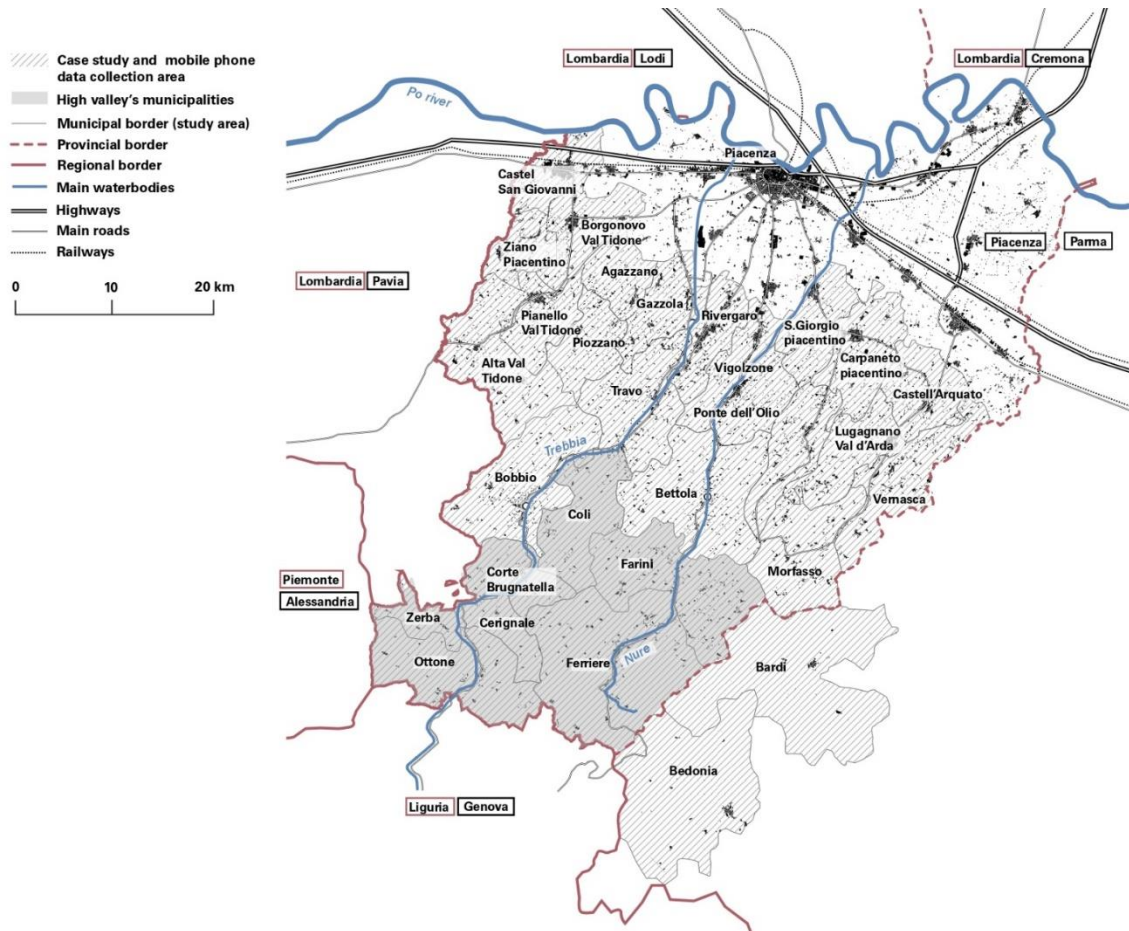 Case study and mobile phone
data collection area
High valley's municipalities
Municipal border (study area)
Provincial border
Regional border
Main waterbodies
Highways
Main roads
Railways
0 10 20 km
Lombardia Lodi
Lombardia Cremona
Po river
Piacenza
Castel
San Giovanni
Borgonovo
Val Tidone
Ziano
Piacentino
Piacenza Parma
Lombardia Pavia
Agazzano
Gazzola
Rivergaro
Pianello
Val Tidone
Piozzano
S.Giorgio
piacentino
Alta Val
Tidone
Vigolzone
Carpaneto
piacentino
Travo
Castell'Arquato
Ponte dell'Olio
Lugagnano
Val d'Arda
Trebbia
Bobbio
Bettola
Vernasca
Coli
Farini
Morfasso
Corte
Brugnatella
Piemonte
Alessandria
Zerba
Cerignale
Ottone
Ferriere
Nure
Bardi
Bedonia
Liguria Genova